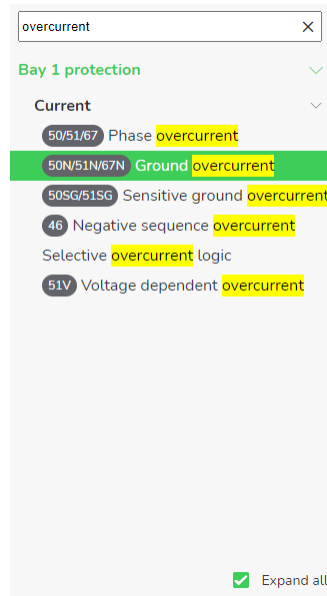 overcurrent
Bay 1 protection
Current
50/51/67 Phase overcurrent
50N/51N/67N Ground overcurrent
50SG/51SG Sensitive ground overcurrent
46 Negative sequence overcurrent
Selective overcurrent logic
51V Voltage dependent overcurrent
Expand all